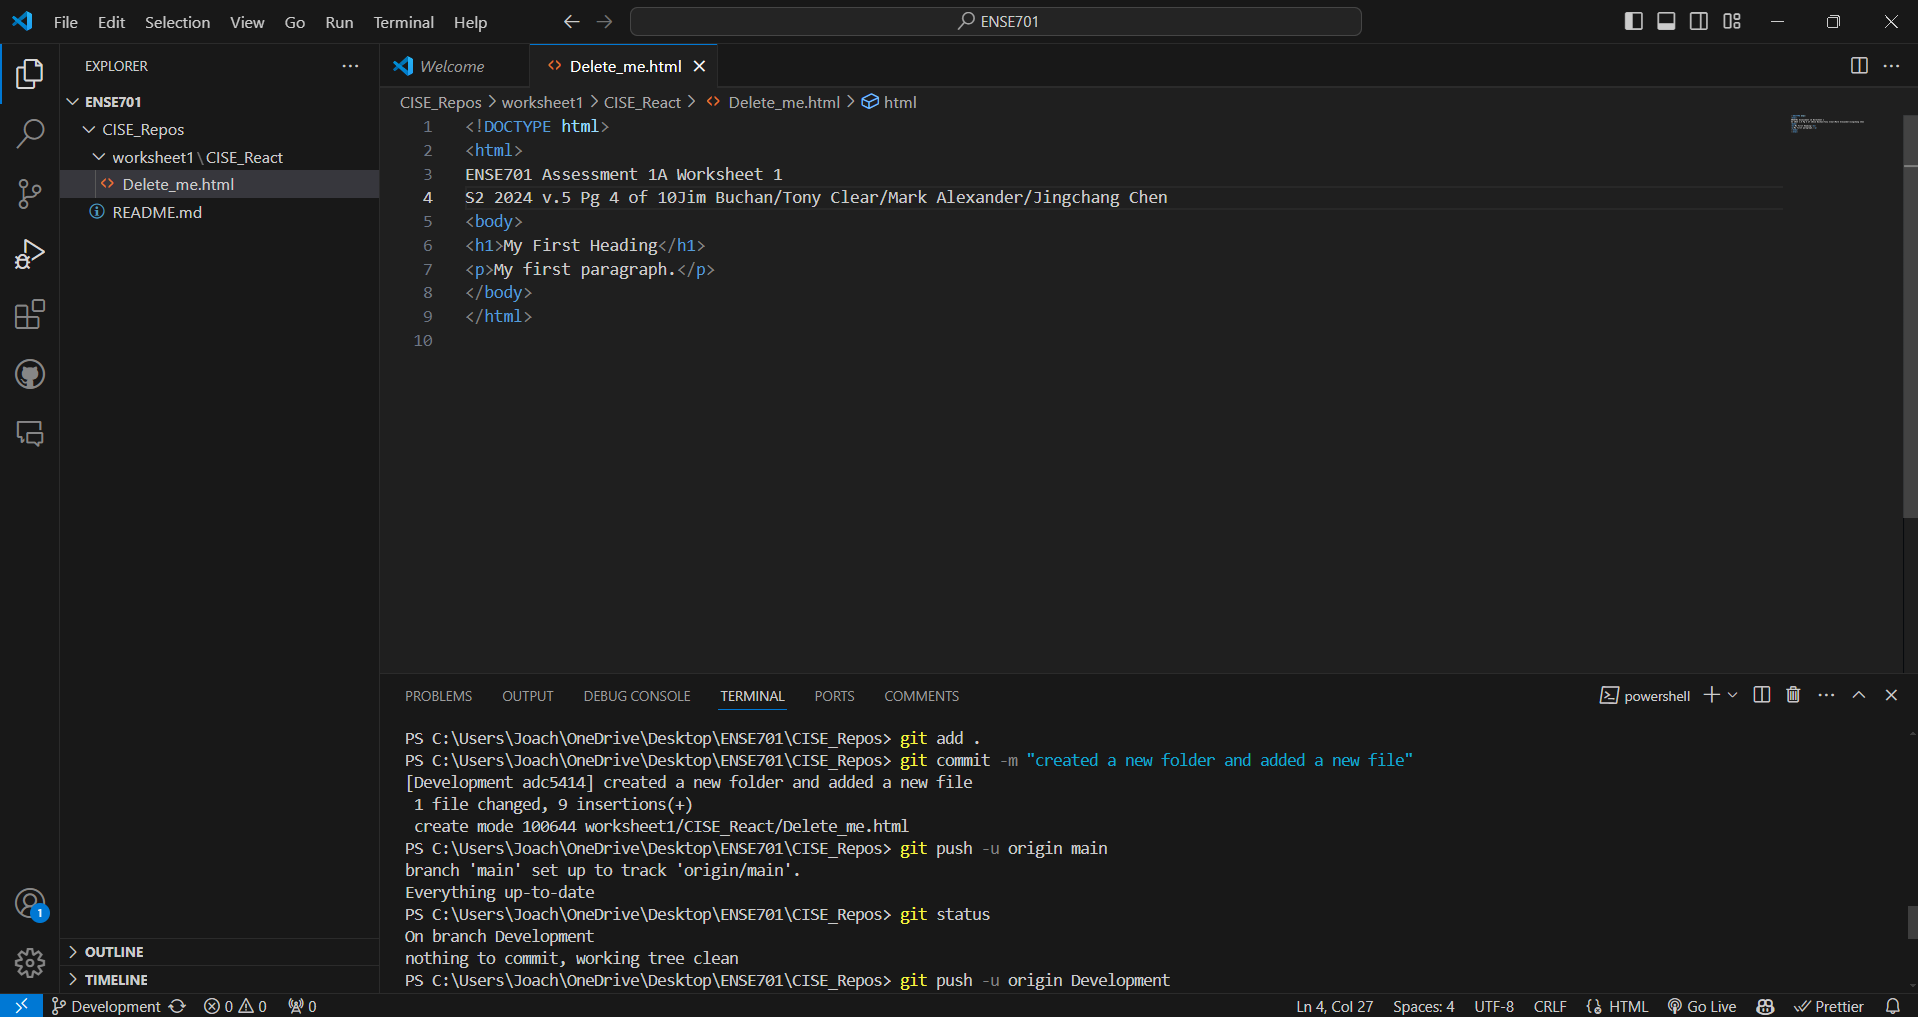 File Edit Selection View Go Run Terminal Help
ENSE701
EXPLORER
ENSE701
CISE_Repos
worksheet1\CISE_React
Delete_me.html
README.md
OUTLINE
TIMELINE
Welcome
Delete_me.html
CISE_Repos > worksheet1 > CISE_React > Delete_me.html > html
1 <!DOCTYPE html>
2 <html>
3 ENSE701 Assessment 1A Worksheet 1
4 S2 2024 v.5 Pg 4 of 10Jim Buchan/Tony Clear/Mark Alexander/Jingchang Chen
5 <body>
6 <h1>My First Heading</h1>
7 <p>My first paragraph.</p>
8 </body>
9 </html>
10
PROBLEMS OUTPUT DEBUG CONSOLE TERMINAL PORTS COMMENTS
powershell
PS C:\Users\Joach\OneDrive\Desktop\ENSE701\CISE_Repos> git add .
PS C:\Users\Joach\OneDrive\Desktop\ENSE701\CISE_Repos> git commit -m "created a new folder and added a new file"
[Development adc5414] created a new folder and added a new file
1 file changed, 9 insertions(+)
create mode 100644 worksheet1/CISE_React/Delete_me.html
PS C:\Users\Joach\OneDrive\Desktop\ENSE701\CISE_Repos> git push -u origin main
branch 'main' set up to track 'origin/main'.
Everything up-to-date
PS C:\Users\Joach\OneDrive\Desktop\ENSE701\CISE_Repos> git status
On branch Development
nothing to commit, working tree clean
PS C:\Users\Joach\OneDrive\Desktop\ENSE701\CISE_Repos> git push -u origin Development
1
Development 0 0 0
Ln 4, Col 27 Spaces: 4 UTF-8 CRLF HTML Go Live Prettier